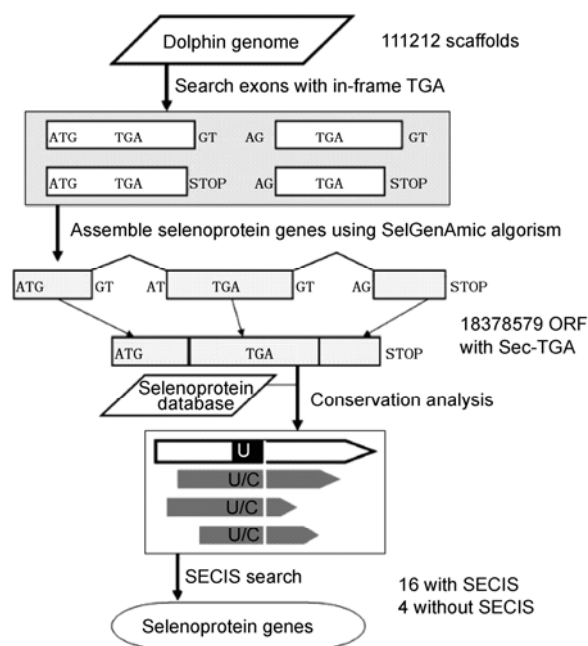 Dolphin genome
111212 scaffolds
Search exons with in-frame TGA
ATG TGA GT AG TGA GT
ATG TGA STOP AG TGA STOP
Assemble selenoprotein genes using SelGenAmic algorism
ATG GT AT TGA GT AG STOP
18378579 ORF
with Sec-TGA
ATG TGA STOP
Selenoprotein
database
Conservation analysis
U
U/C
U/C
U/C
SECIS search
16 with SECIS
4 without SECIS
Selenoprotein genes